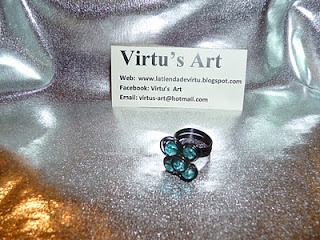 Virtu's Art
Web: www.latiendadevirtu.blogspot.com
Facebook: Virtu's Art
Email: virtus-art@hotmail.com